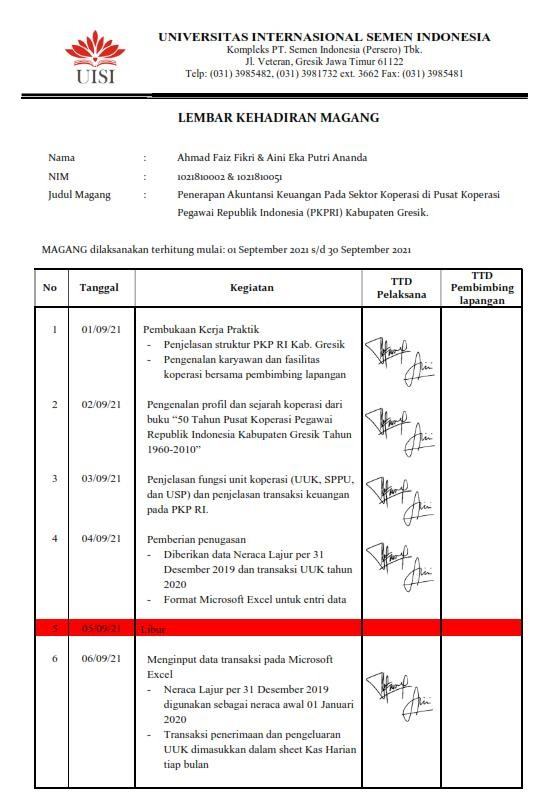 UISI
UNIVERSITAS INTERNASIONAL SEMEN INDONESIA
Kompleks PT. Semen Indonesia (Persero) Tbk.
Jl. Veteran, Gresik Jawa Timur 61122
Telp: (031) 3985482, (031) 3981732 ext. 3662 Fax: (031) 3985481
LEMBAR KEHADIRAN MAGANG
Nama : Ahmad Faiz Fikri & Aini Eka Putri Ananda
NIM : 1021810002 & 1021810051
Judul Magang : Penerapan Akuntansi Keuangan Pada Sektor Koperasi di Pusat Koperasi
Pegawai Republik Indonesia (PKPRI) Kabupaten Gresik.
MAGANG dilaksanakan terhitung mulai: 01 September 2021 s/d 30 September 2021
No Tanggal Kegiatan TTD Pelaksana TTD Pembimbing lapangan
1 01/09/21 Pembukaan Kerja Praktik
- Penjelasan struktur PKP RI Kab. Gresik
- Pengenalan karyawan dan fasilitas
koperasi bersama pembimbing lapangan
2 02/09/21 Pengenalan profil dan sejarah koperasi dari
buku “50 Tahun Pusat Koperasi Pegawai
Republik Indonesia Kabupaten Gresik Tahun
1960-2010”
3 03/09/21 Penjelasan fungsi unit koperasi (UUK, SPPU,
dan USP) dan penjelasan transaksi keuangan
pada PKP RI.
4 04/09/21 Pemberian penugasan
- Diberikan data Neraca Lajur per 31
Desember 2019 dan transaksi UUK tahun
2020
- Format Microsoft Excel untuk entri data
5 05/09/21 Libur
6 06/09/21 Menginput data transaksi pada Microsoft
Excel
- Neraca Lajur per 31 Desember 2019
digunakan sebagai neraca awal 01 Januari
2020
- Transaksi penerimaan dan pengeluaran
UUK dimasukkan dalam sheet Kas Harian
tiap bulan